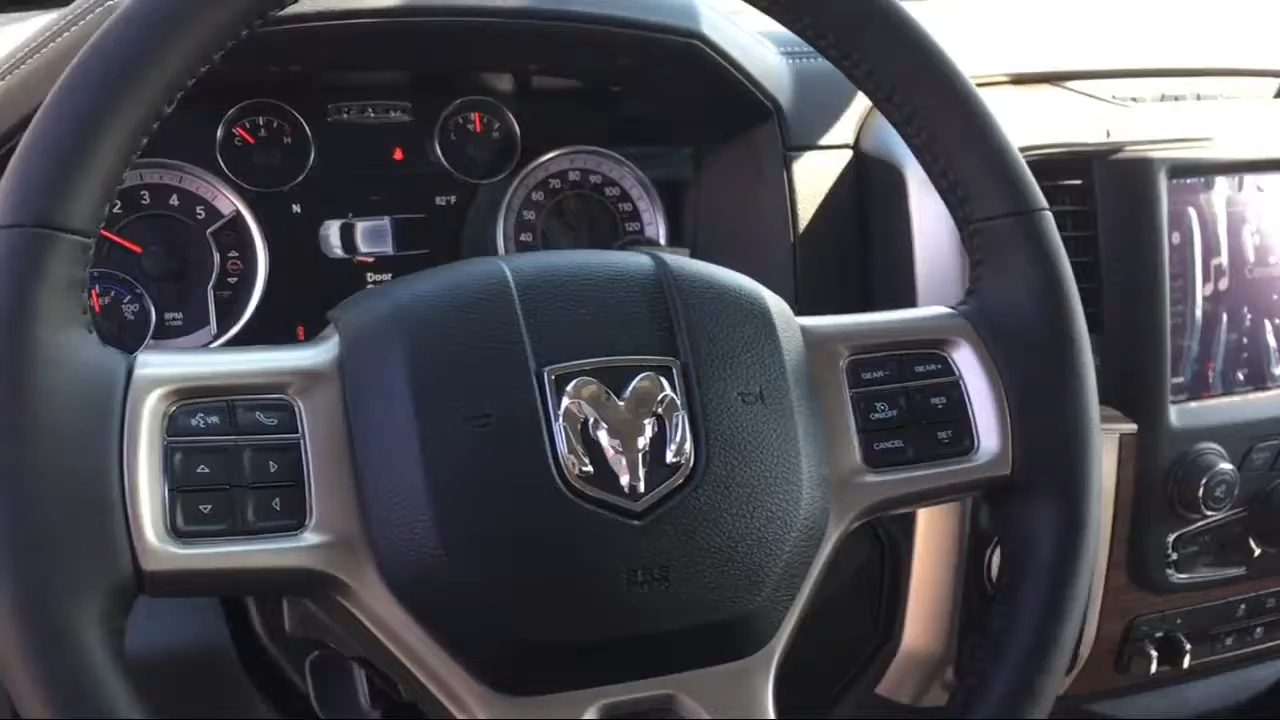 RAM
C H
2 3 4 5
N
82°F
40 50 60 70 80 90 100 110 120
Door
100
%
RPM
x1000
VR
GEAR- GEAR+
ON/OFF RES
+
CANCEL SET
-